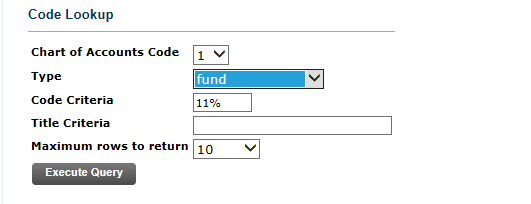 Code Lookup
Chart of Accounts Code 1
Type fund
Code Criteria 11%
Title Criteria
Maximum rows to return 10
Execute Query